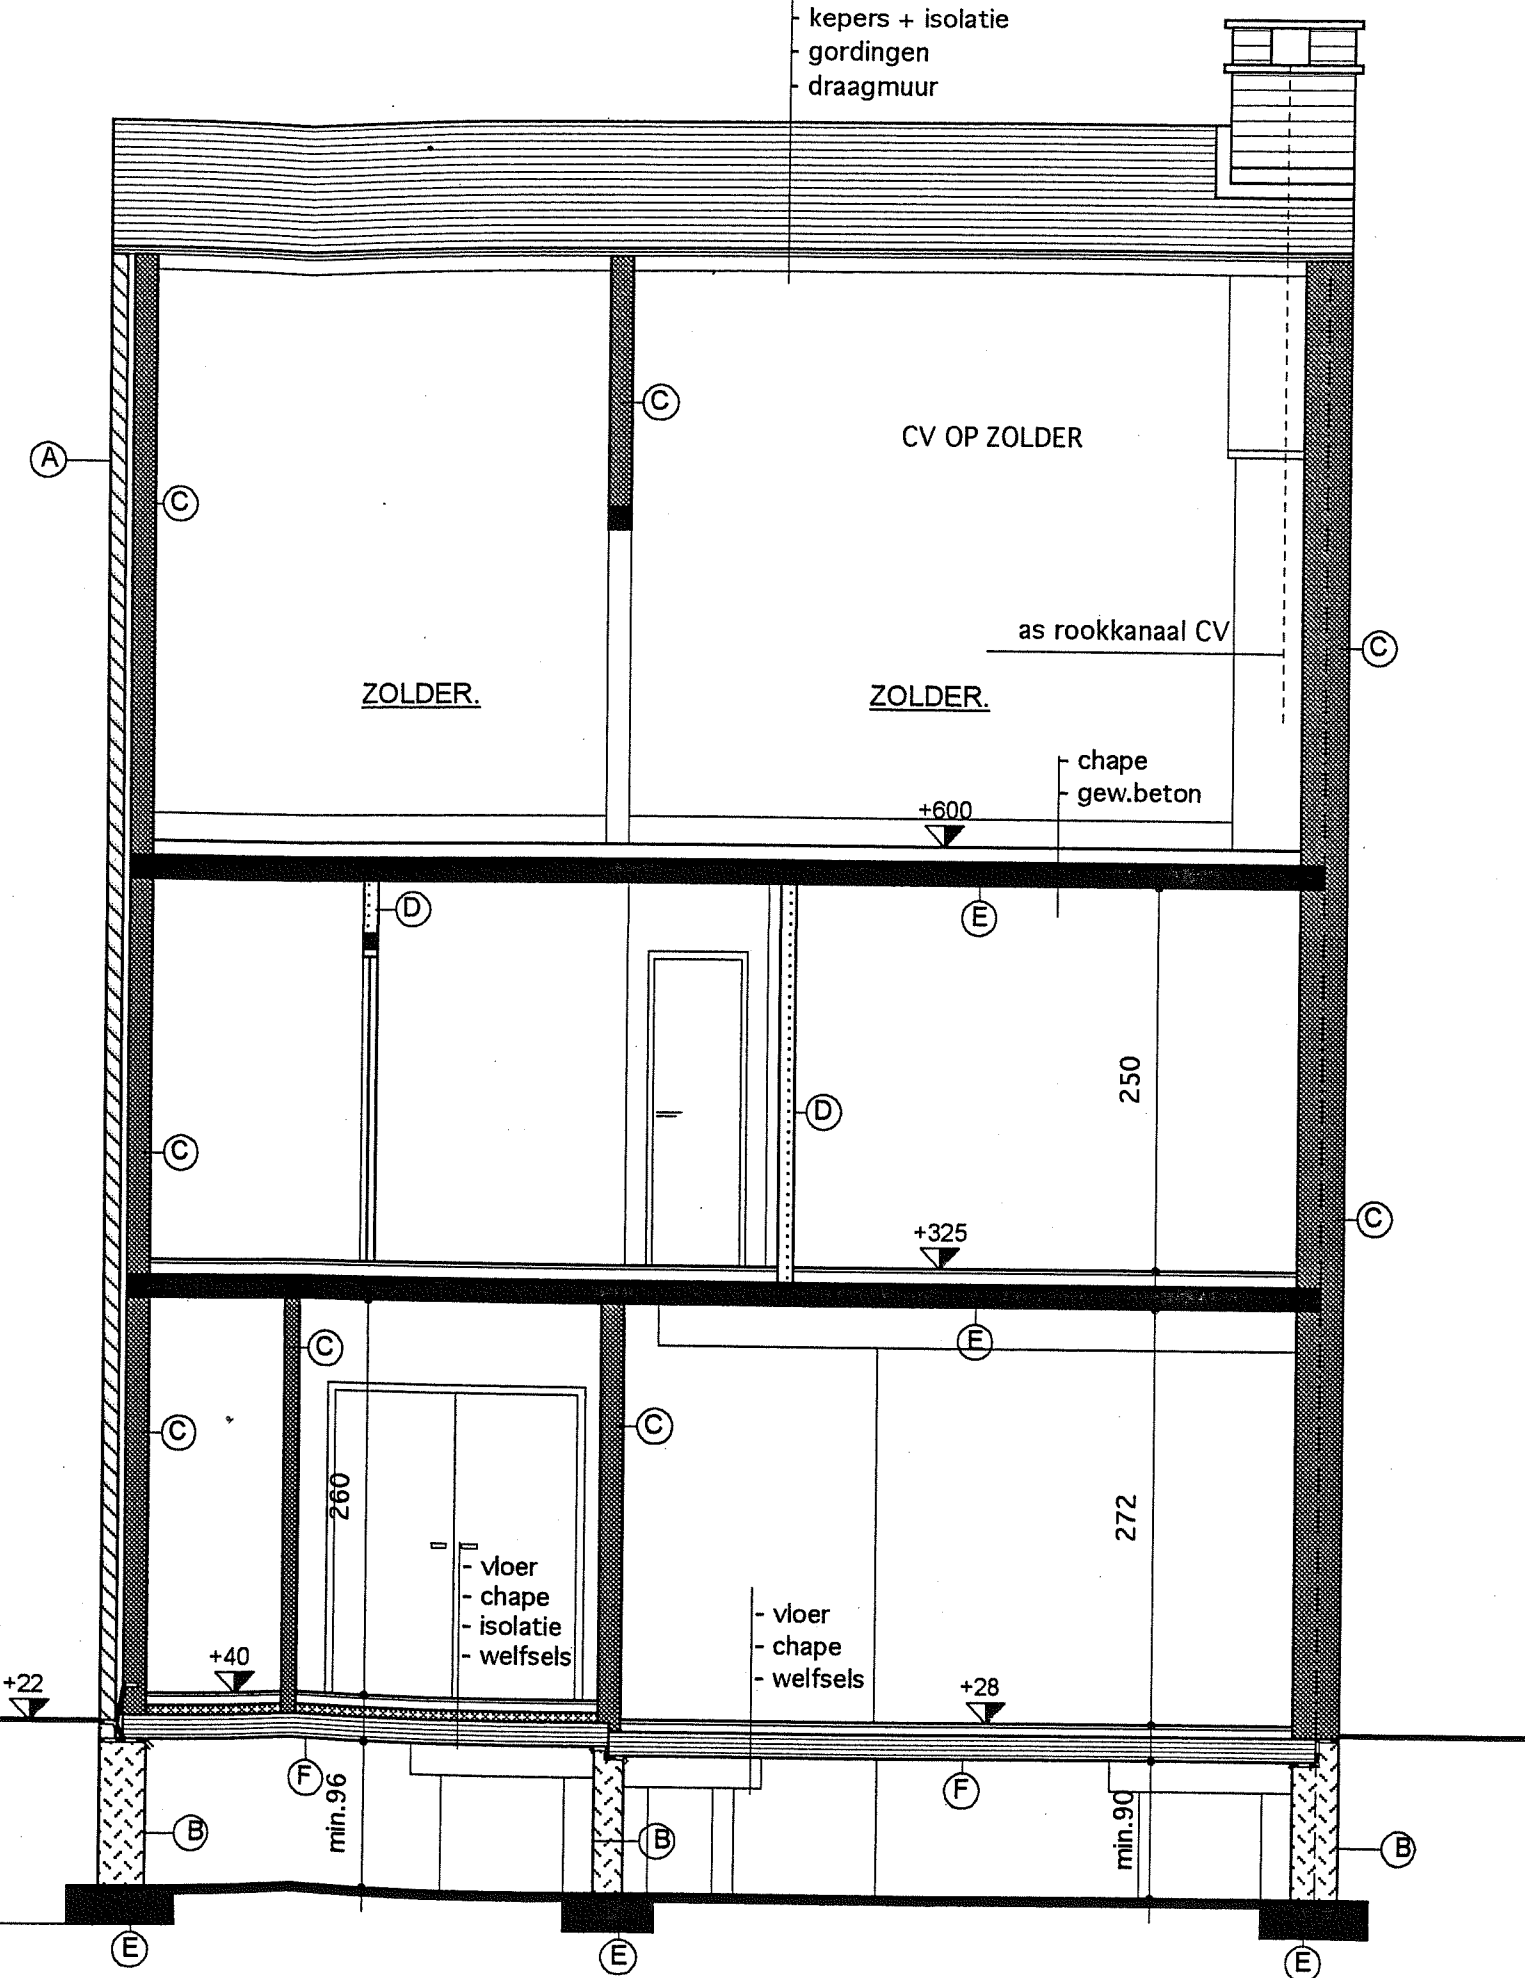 - kepers + isolatie
- gordingen
- draagmuur
C
A
CV OP ZOLDER
C
as rookkanaal CV
C
ZOLDER.
ZOLDER.
- chape
- gew.beton
+600
D
E
250
D
C
C
+325
E
C
C
C
260
272
- vloer
- chape
- isolatie
- welfsels
- vloer
- chape
- welfsels
+22
+40
+28
F
F
min.96
min.90
B
B
B
E
E
E